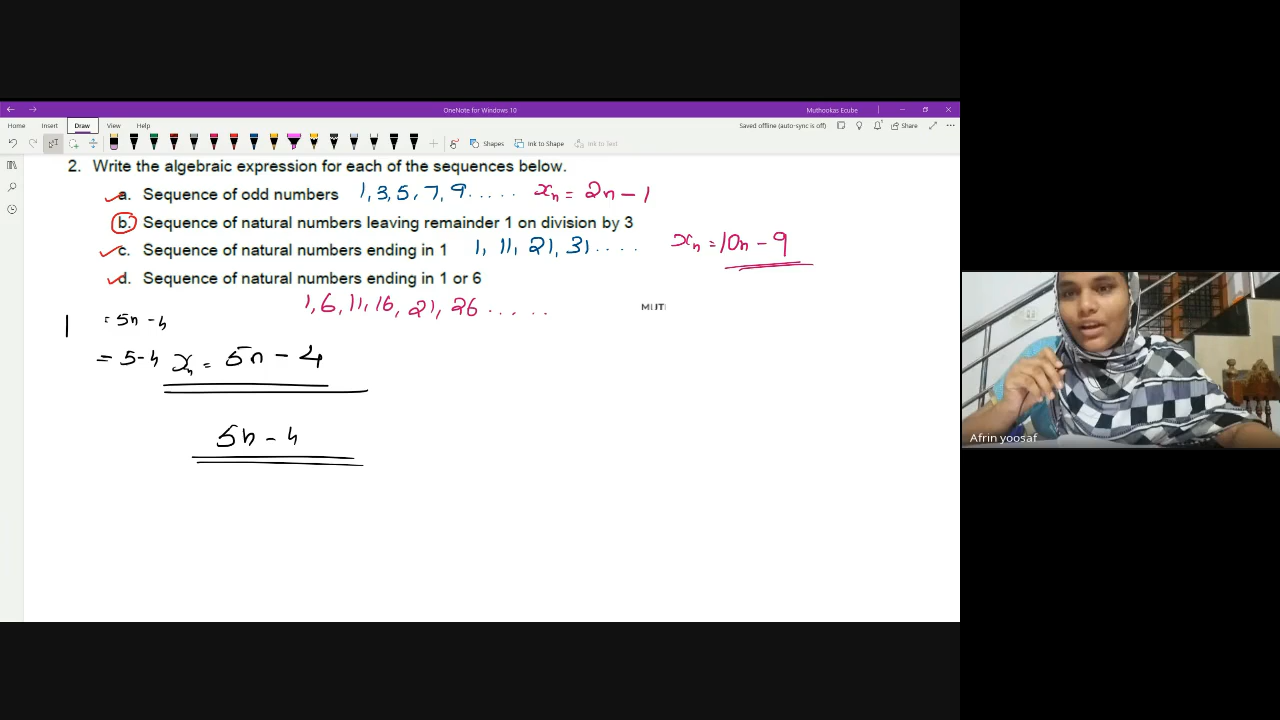 OneNote for Windows 10
Muthookas Ecube
Home Insert Draw View Help
Saved offline (auto-sync is off)
Share
Shapes Ink to Shape Ink to Text
2. Write the algebraic expression for each of the sequences below.
a. Sequence of odd numbers 1, 3, 5, 7, 9 ..... xn = 2n - 1
b. Sequence of natural numbers leaving remainder 1 on division by 3
c. Sequence of natural numbers ending in 1 1, 11, 21, 31 .... xn = 10n - 9
d. Sequence of natural numbers ending in 1 or 6
1, 6, 11, 16, 21, 26 .....
MUT
1 = 5n - 4
= 5 - 4 xn = 5n - 4
5n - 4
Afrin yoosaf